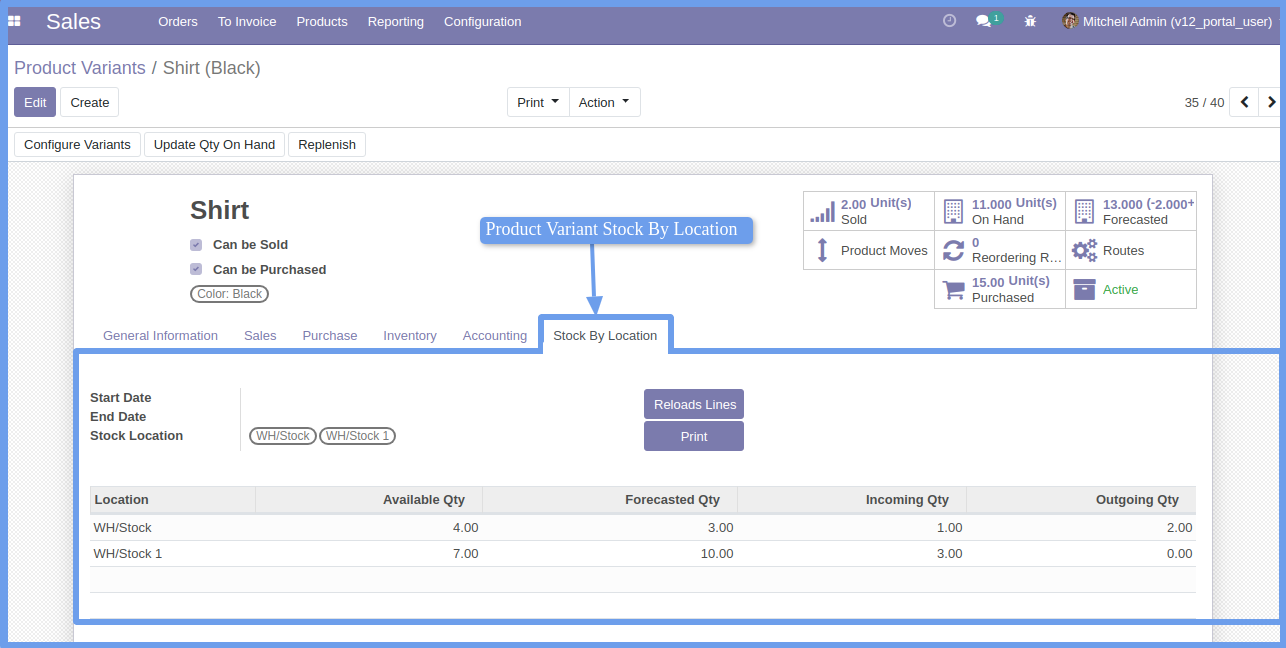 Sales Orders To Invoice Products Reporting Configuration 1 Mitchell Admin (v12_portal_user)
Product Variants / Shirt (Black)
Edit Create Print Action 35 / 40
Configure Variants Update Qty On Hand Replenish
Shirt
Can be Sold
Can be Purchased
Color: Black
Product Variant Stock By Location
2.00 Unit(s)
Sold
11.000 Unit(s)
On Hand
13.000 (-2.000+
Forecasted
Product Moves
0
Reordering R...
Routes
15.00 Unit(s)
Purchased
Active
General Information Sales Purchase Inventory Accounting Stock By Location
Start Date
End Date
Stock Location WH/Stock WH/Stock 1
Reloads Lines
Print
Location Available Qty Forecasted Qty Incoming Qty Outgoing Qty
WH/Stock 4.00 3.00 1.00 2.00
WH/Stock 1 7.00 10.00 3.00 0.00